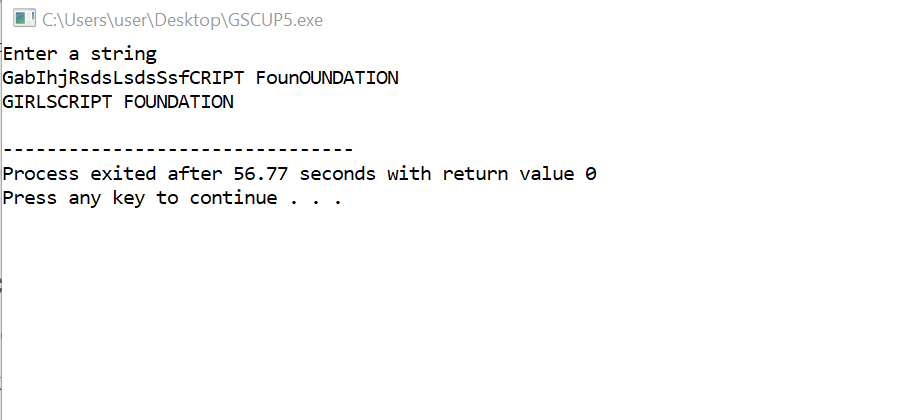 C:\Users\user\Desktop\GSCUP5.exe
Enter a string
GabIhjRsdsLsdsSsfCRIPT FounOUNDATION
GIRLSCRIPT FOUNDATION
--------------------------------
Process exited after 56.77 seconds with return value 0
Press any key to continue . . .